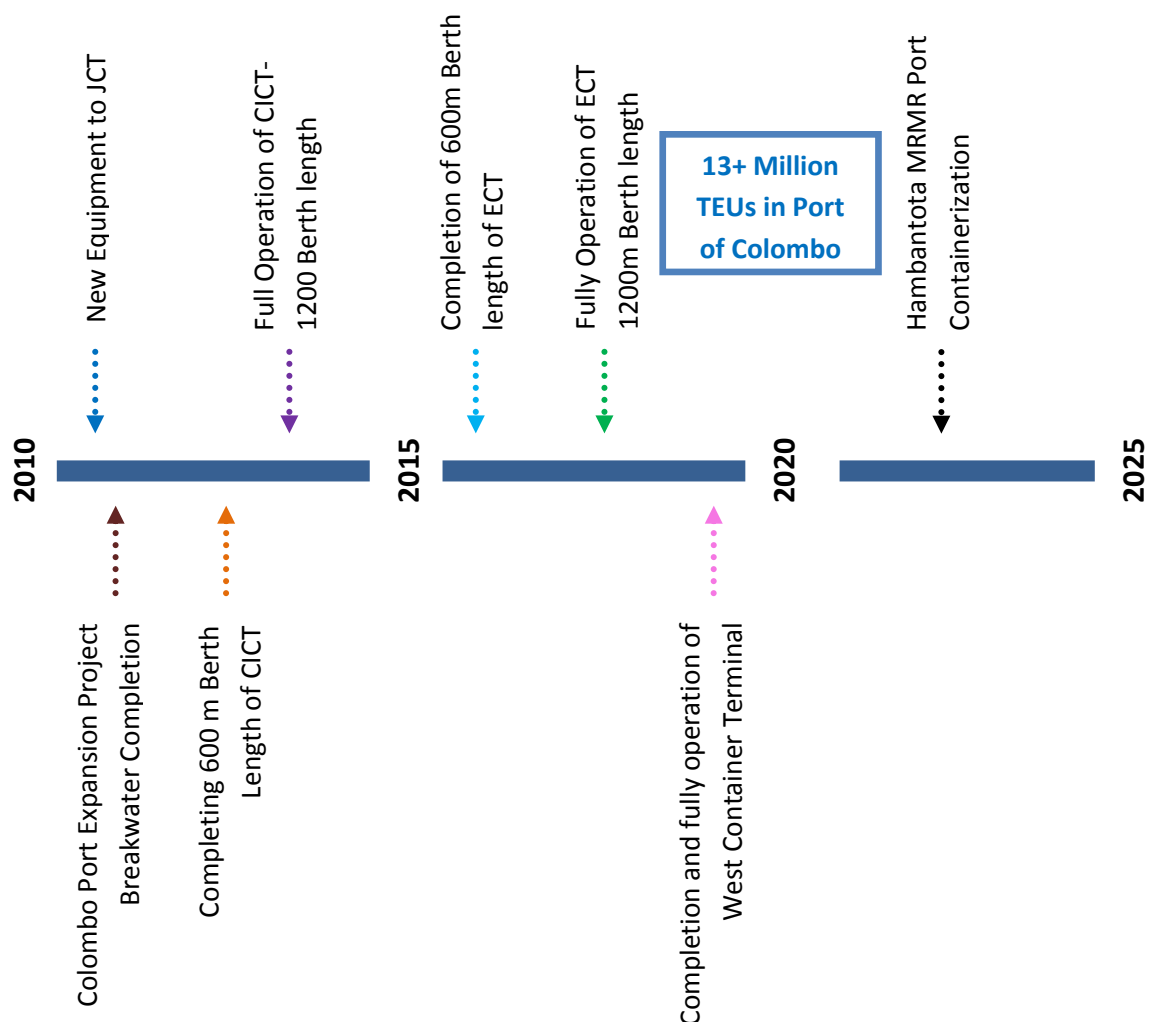 New Equipment to JCT
Full Operation of CICT-
1200 Berth length
Completion of 600m Berth
length of ECT
Fully Operation of ECT
1200m Berth length
13+ Million
TEUs in Port
of Colombo
Hambantota MRMR Port
Containerization
2010
2015
2020
2025
Colombo Port Expansion Project
Breakwater Completion
Completing 600 m Berth
Length of CICT
Completion and fully operation of
West Container Terminal